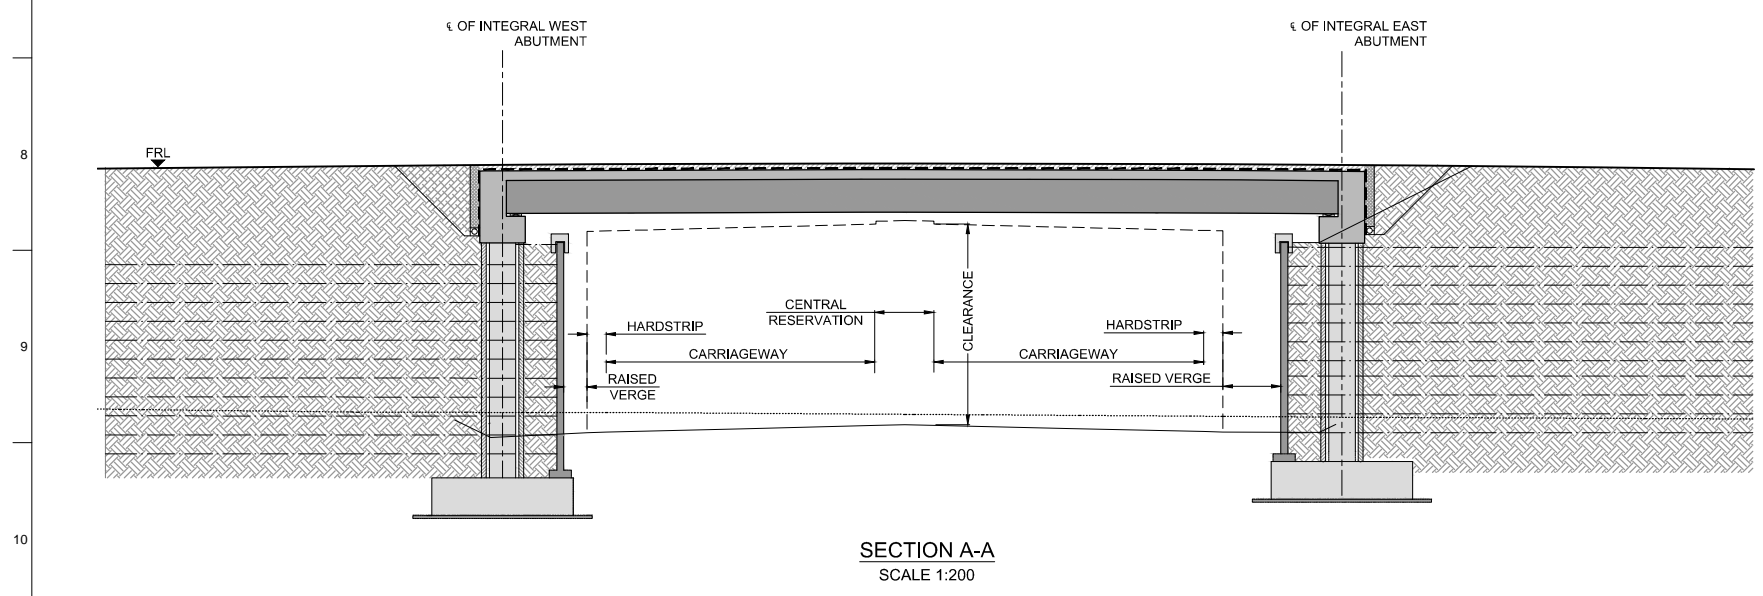 ℄ OF INTEGRAL WEST
ABUTMENT
℄ OF INTEGRAL EAST
ABUTMENT
8
FRL
CENTRAL
RESERVATION
CLEARANCE
HARDSTRIP
HARDSTRIP
9
CARRIAGEWAY
CARRIAGEWAY
RAISED
VERGE
RAISED VERGE
10
SECTION A-A
SCALE 1:200